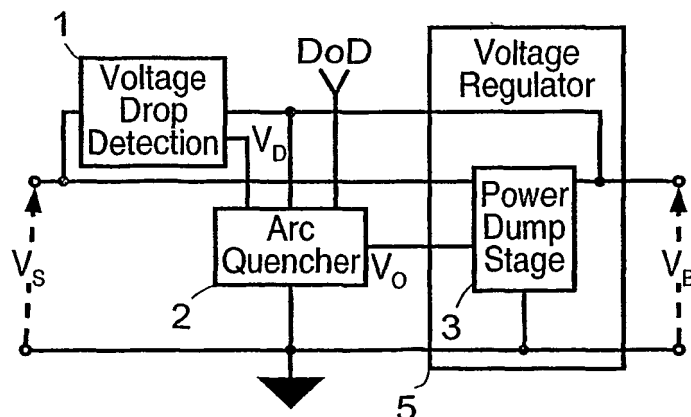 1
Voltage
Drop
Detection
DoD
Voltage
Regulator
V_D
Power
Dump
Stage
Arc
Quencher
V_O
V_S
V_B
2
3
5